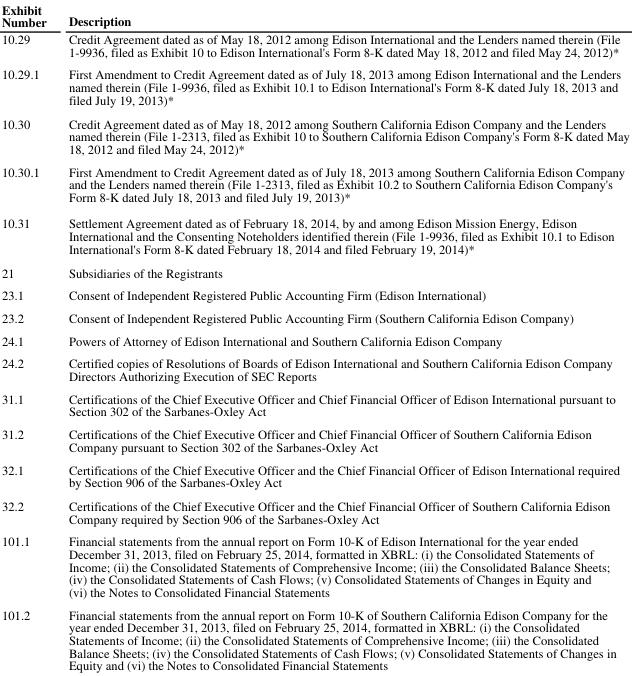 Exhibit
Number Description
10.29 Credit Agreement dated as of May 18, 2012 among Edison International and the Lenders named therein (File
1-9936, filed as Exhibit 10 to Edison International's Form 8-K dated May 18, 2012 and filed May 24, 2012)*
10.29.1 First Amendment to Credit Agreement dated as of July 18, 2013 among Edison International and the Lenders
named therein (File 1-9936, filed as Exhibit 10.1 to Edison International's Form 8-K dated July 18, 2013 and
filed July 19, 2013)*
10.30 Credit Agreement dated as of May 18, 2012 among Southern California Edison Company and the Lenders
named therein (File 1-2313, filed as Exhibit 10 to Southern California Edison Company's Form 8-K dated May
18, 2012 and filed May 24, 2012)*
10.30.1 First Amendment to Credit Agreement dated as of July 18, 2013 among Southern California Edison Company
and the Lenders named therein (File 1-2313, filed as Exhibit 10.2 to Southern California Edison Company's
Form 8-K dated July 18, 2013 and filed July 19, 2013)*
10.31 Settlement Agreement dated as of February 18, 2014, by and among Edison Mission Energy, Edison
International and the Consenting Noteholders identified therein (File 1-9936, filed as Exhibit 10.1 to Edison
International's Form 8-K dated February 18, 2014 and filed February 19, 2014)*
21 Subsidiaries of the Registrants
23.1 Consent of Independent Registered Public Accounting Firm (Edison International)
23.2 Consent of Independent Registered Public Accounting Firm (Southern California Edison Company)
24.1 Powers of Attorney of Edison International and Southern California Edison Company
24.2 Certified copies of Resolutions of Boards of Edison International and Southern California Edison Company
Directors Authorizing Execution of SEC Reports
31.1 Certifications of the Chief Executive Officer and Chief Financial Officer of Edison International pursuant to
Section 302 of the Sarbanes-Oxley Act
31.2 Certifications of the Chief Executive Officer and Chief Financial Officer of Southern California Edison
Company pursuant to Section 302 of the Sarbanes-Oxley Act
32.1 Certifications of the Chief Executive Officer and the Chief Financial Officer of Edison International required
by Section 906 of the Sarbanes-Oxley Act
32.2 Certifications of the Chief Executive Officer and the Chief Financial Officer of Southern California Edison
Company required by Section 906 of the Sarbanes-Oxley Act
101.1 Financial statements from the annual report on Form 10-K of Edison International for the year ended
December 31, 2013, filed on February 25, 2014, formatted in XBRL: (i) the Consolidated Statements of
Income; (ii) the Consolidated Statements of Comprehensive Income; (iii) the Consolidated Balance Sheets;
(iv) the Consolidated Statements of Cash Flows; (v) Consolidated Statements of Changes in Equity and
(vi) the Notes to Consolidated Financial Statements
101.2 Financial statements from the annual report on Form 10-K of Southern California Edison Company for the
year ended December 31, 2013, filed on February 25, 2014, formatted in XBRL: (i) the Consolidated
Statements of Income; (ii) the Consolidated Statements of Comprehensive Income; (iii) the Consolidated
Balance Sheets; (iv) the Consolidated Statements of Cash Flows; (v) Consolidated Statements of Changes in
Equity and (vi) the Notes to Consolidated Financial Statements